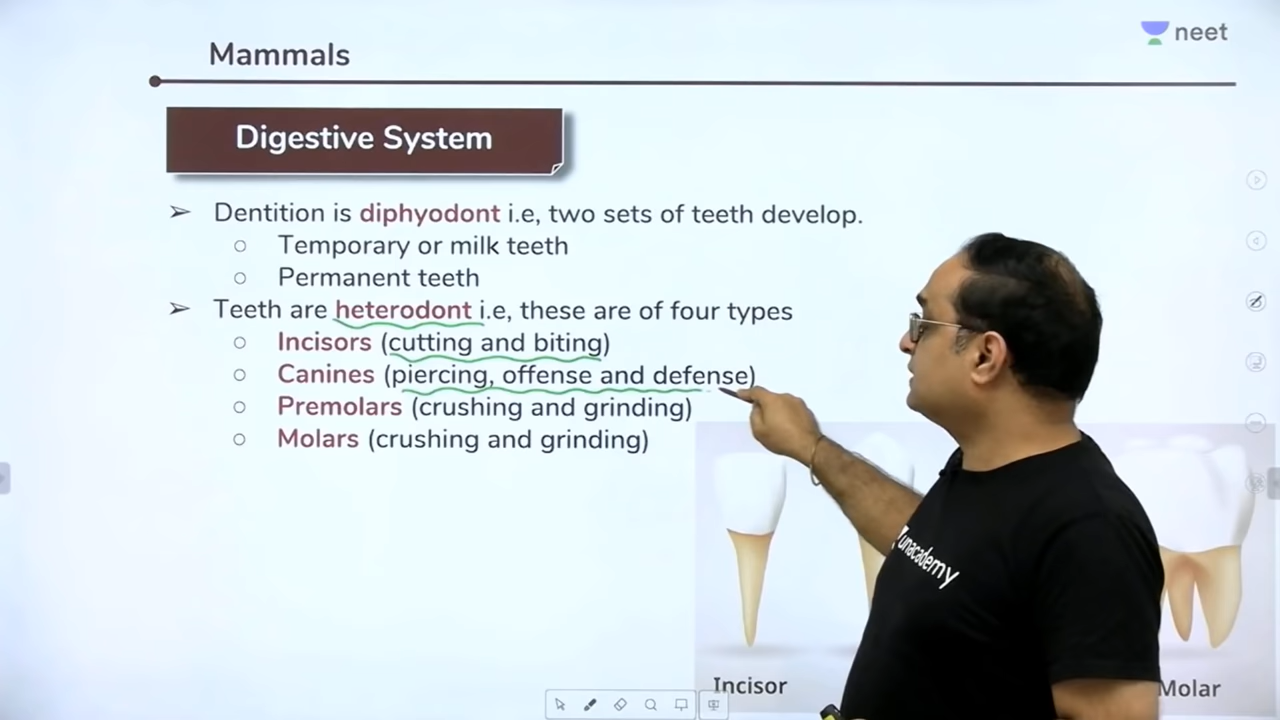 Mammals
neet
Digestive System
➢ Dentition is diphyodont i.e, two sets of teeth develop.
○ Temporary or milk teeth
○ Permanent teeth
➢ Teeth are heterodont i.e, these are of four types
○ Incisors (cutting and biting)
○ Canines (piercing, offense and defense)
○ Premolars (crushing and grinding)
○ Molars (crushing and grinding)
unacademy
Incisor
Molar